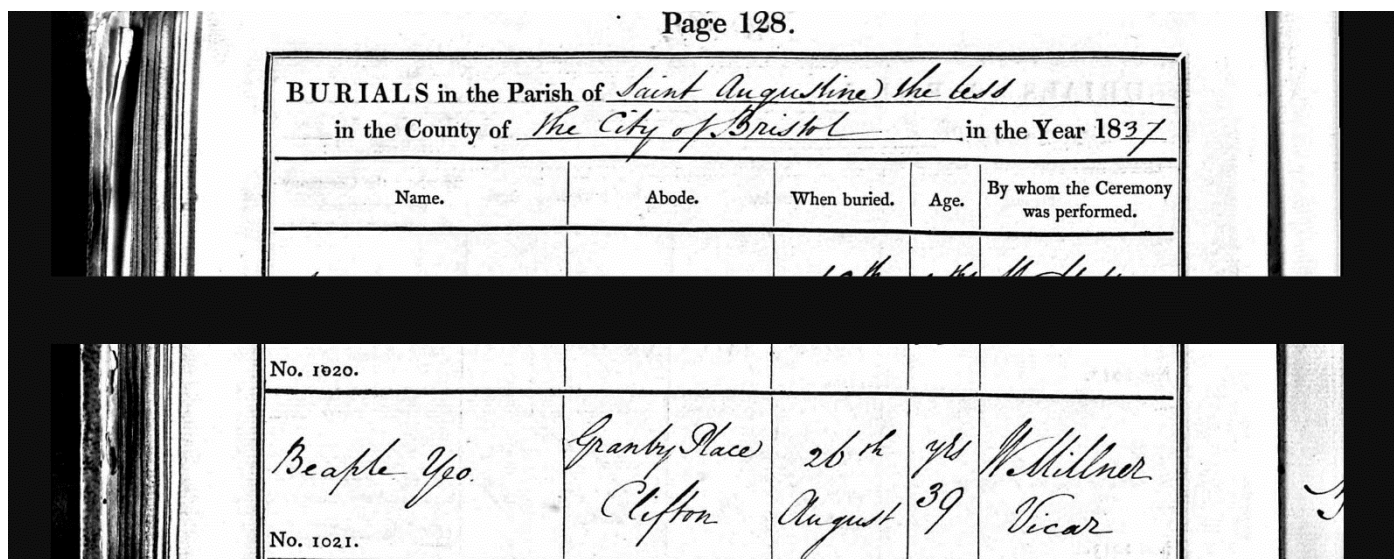 Page 128.
BURIALS in the Parish of Saint Augustine the less
in the County of the City of Bristol in the Year 1837
Name. Abode. When buried. Age. By whom the Ceremony was performed.
No. 1020.
Beaple Yeo. Granby Place 26th yrs W Millner
Clifton August 39 Vicar
No. 1021.